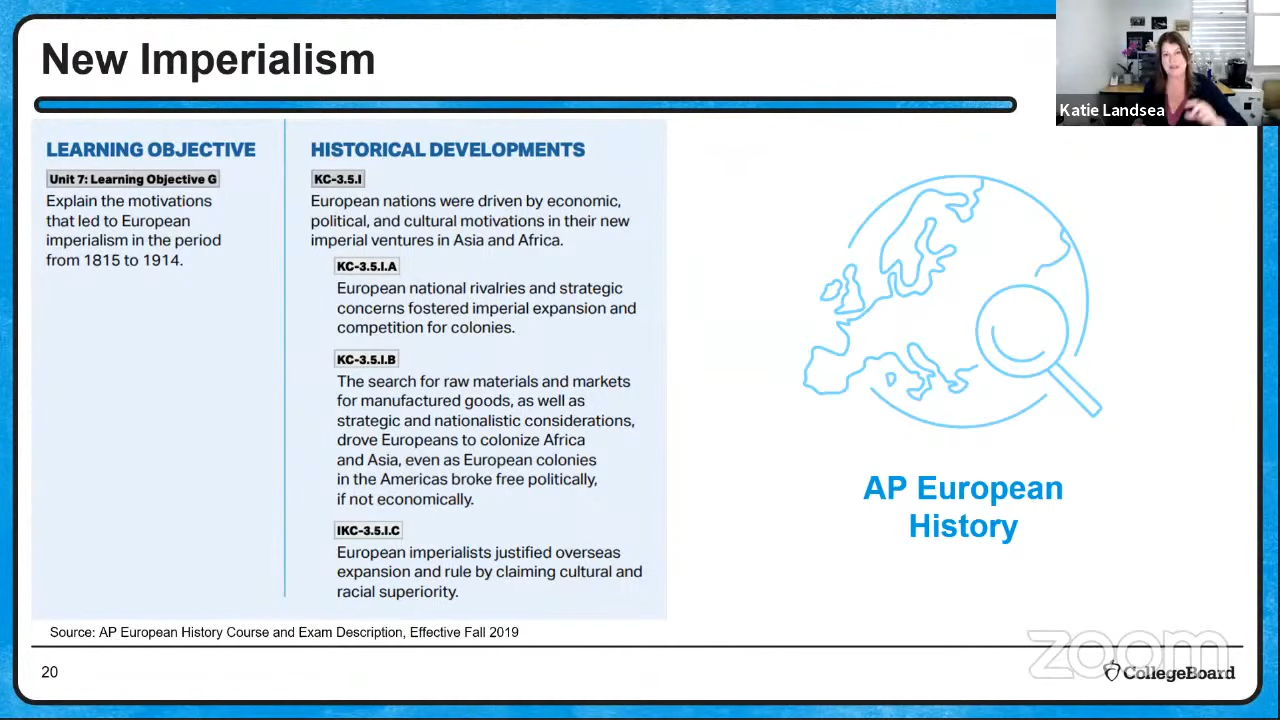 New Imperialism
Katie Landsea
LEARNING OBJECTIVE
Unit 7: Learning Objective G
Explain the motivations
that led to European
imperialism in the period
from 1815 to 1914.
HISTORICAL DEVELOPMENTS
KC-3.5.I
European nations were driven by economic,
political, and cultural motivations in their new
imperial ventures in Asia and Africa.
KC-3.5.I.A
European national rivalries and strategic
concerns fostered imperial expansion and
competition for colonies.
KC-3.5.I.B
The search for raw materials and markets
for manufactured goods, as well as
strategic and nationalistic considerations,
drove Europeans to colonize Africa
and Asia, even as European colonies
in the Americas broke free politically,
if not economically.
IKC-3.5.I.C
European imperialists justified overseas
expansion and rule by claiming cultural and
racial superiority.
AP European
History
Source: AP European History Course and Exam Description, Effective Fall 2019
20
zoom
CollegeBoard